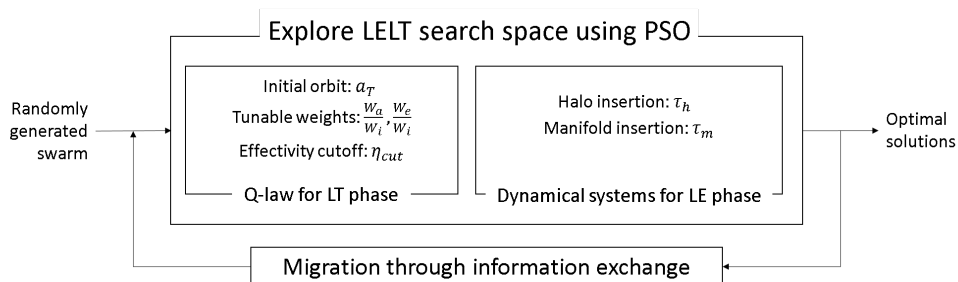 Explore LELT search space using PSO
Randomly
generated
swarm
Initial orbit: a_T
Tunable weights: W_a/W_i, W_e/W_i
Effectivity cutoff: η_cut
Q-law for LT phase
Halo insertion: τ_h
Manifold insertion: τ_m
Dynamical systems for LE phase
Optimal
solutions
Migration through information exchange